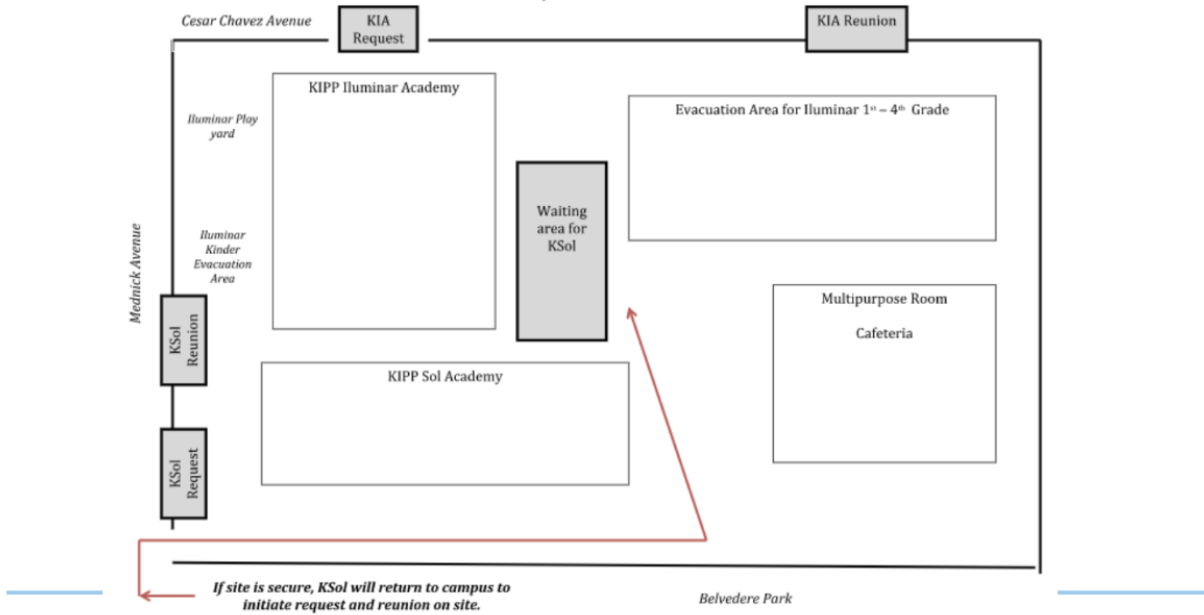 Cesar Chavez Avenue
KIA
Request
KIA Reunion
KIPP Iluminar Academy
Iluminar Play
yard
Evacuation Area for Iluminar 1st – 4th Grade
Waiting
area for
KSol
Iluminar
Kinder
Evacuation
Area
Mednick Avenue
KSol
Reunion
Multipurpose Room
Cafeteria
KIPP Sol Academy
KSol
Request
If site is secure, KSol will return to campus to
initiate request and reunion on site.
Belvedere Park